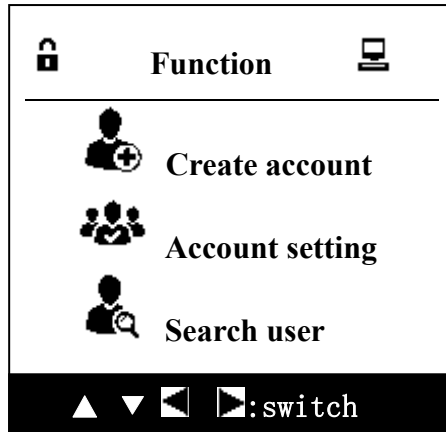 Function
Create account
Account setting
Search user
▲ ▼ ◀ ▶:switch